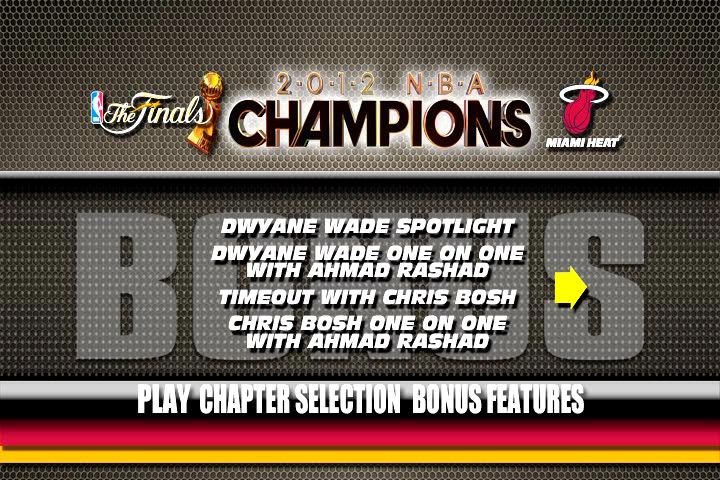 2·0·1·2 N·B·A
The Finals
CHAMPIONS
MIAMI HEAT
BONUS
DWYANE WADE SPOTLIGHT
DWYANE WADE ONE ON ONE
WITH AHMAD RASHAD
TIMEOUT WITH CHRIS BOSH
CHRIS BOSH ONE ON ONE
WITH AHMAD RASHAD
PLAY CHAPTER SELECTION BONUS FEATURES